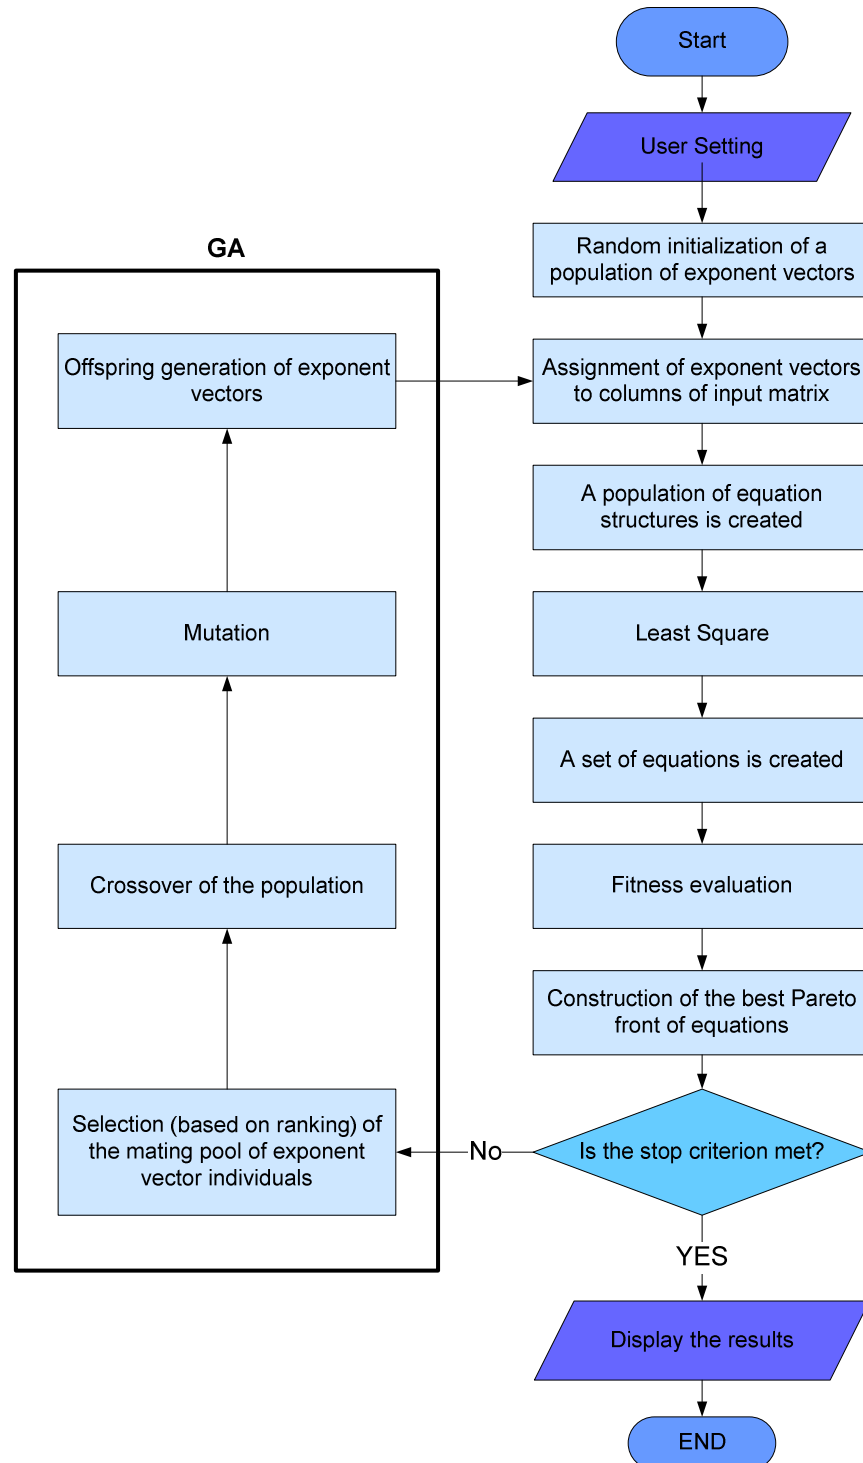 Start
User Setting
Random initialization of a
population of exponent vectors
GA
Offspring generation of exponent
vectors
Assignment of exponent vectors
to columns of input matrix
A population of equation
structures is created
Mutation
Least Square
A set of equations is created
Crossover of the population
Fitness evaluation
Construction of the best Pareto
front of equations
Selection (based on ranking) of
the mating pool of exponent
vector individuals
No
Is the stop criterion met?
YES
Display the results
END